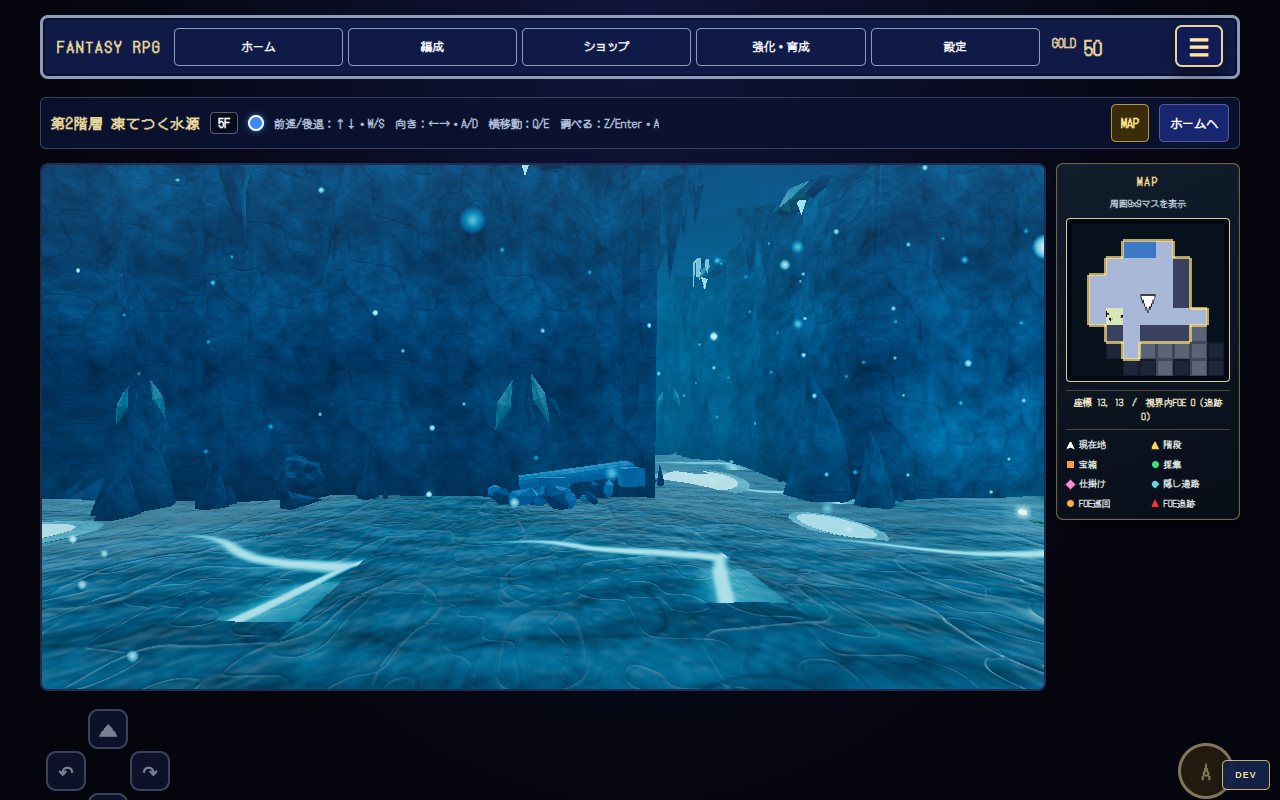 FANTASY RPG
ホーム
編成
ショップ
強化・育成
設定
GOLD 50
第2階層 凍てつく水源
5F
前進/後退：↑↓・W/S 向き：←→・A/D 横移動：Q/E 調べる：Z/Enter・A
MAP
ホームへ
MAP
周囲9x9マスを表示
座標 13, 13 / 視界内FOE 0（追跡
0）
現在地
階段
宝箱
採集
仕掛け
隠し通路
FOE巡回
FOE追跡
A
DEV